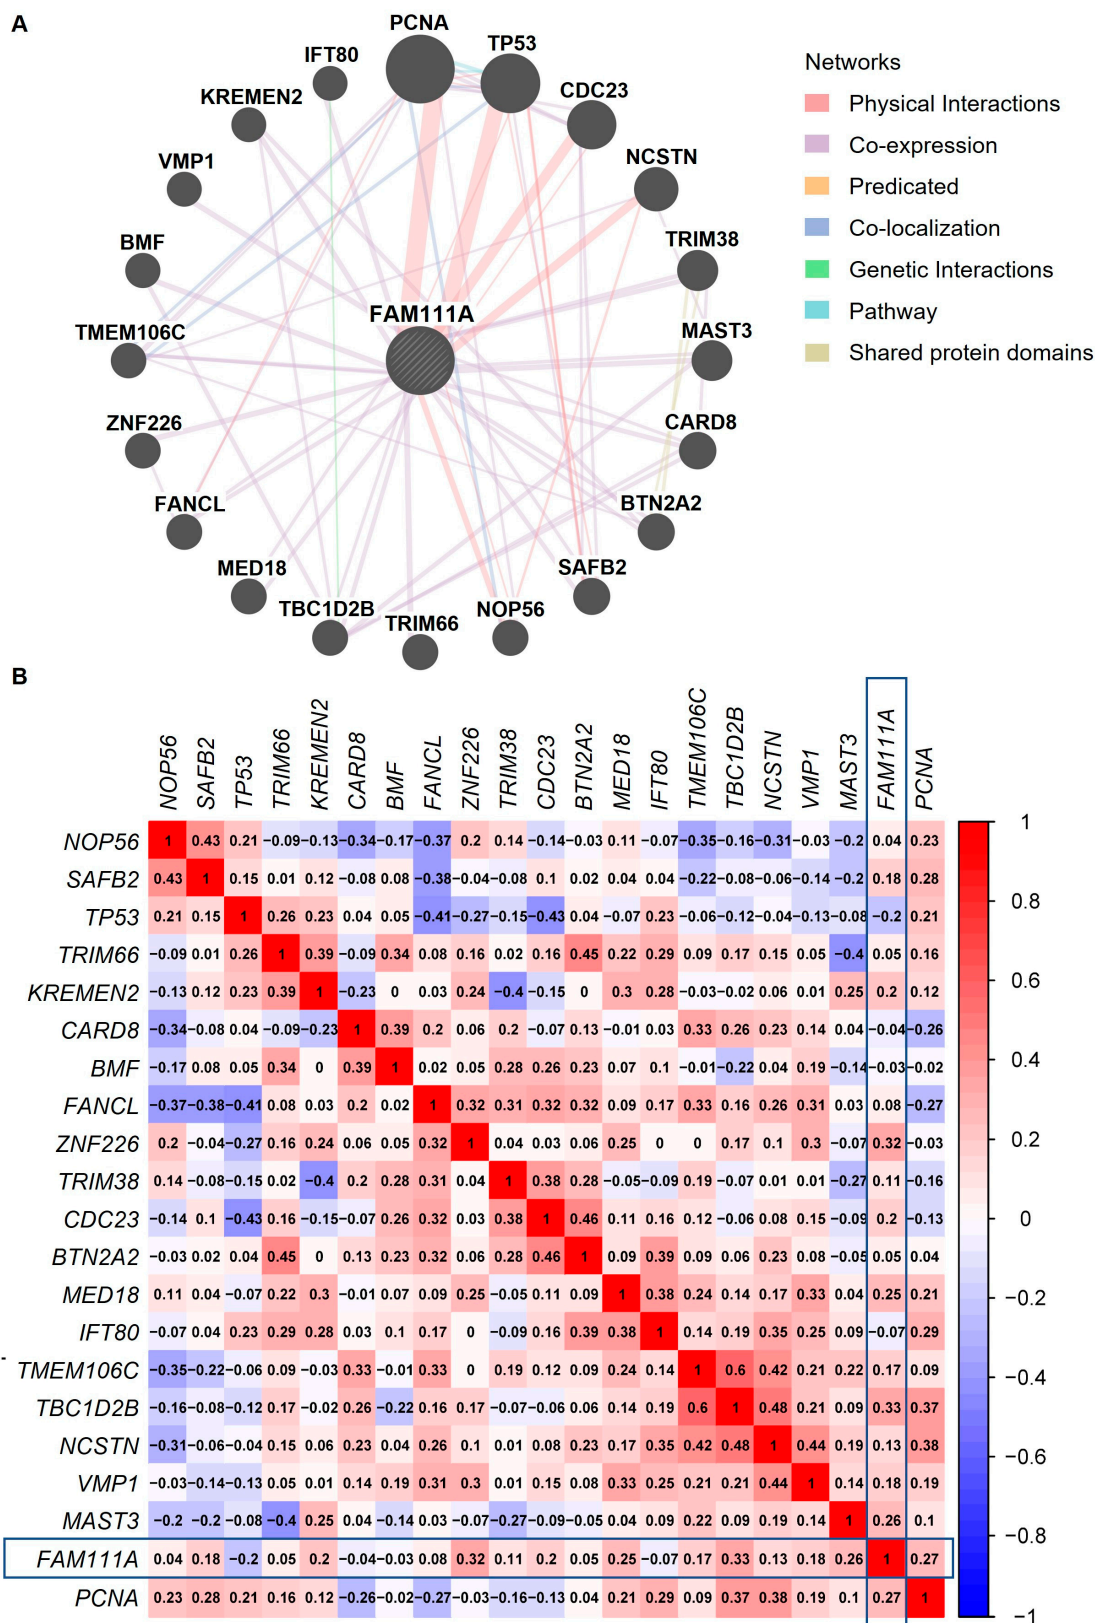 A
PCNA
TP53
IFT80
CDC23
KREMEN2
NCSTN
VMP1
TRIM38
BMF
FAM111A
TMEM106C
MAST3
ZNF226
CARD8
FANCL
BTN2A2
MED18
SAFB2
TBC1D2B
NOP56
TRIM66
Networks
Physical Interactions
Co-expression
Predicated
Co-localization
Genetic Interactions
Pathway
Shared protein domains
B
NOP56 SAFB2 TP53 TRIM66 KREMEN2 CARD8 BMF FANCL ZNF226 TRIM38 CDC23 BTN2A2 MED18 IFT80 TMEM106C TBC1D2B NCSTN VMP1 MAST3 FAM111A PCNA
NOP56 1 0.43 0.21 −0.09 −0.13 −0.34 −0.17 −0.37 0.2 0.14 −0.14 −0.03 0.11 −0.07 −0.35 −0.16 −0.31 −0.03 −0.2 0.04 0.23
SAFB2 0.43 1 0.15 0.01 0.12 −0.08 0.08 −0.38 −0.04 −0.08 0.1 0.02 0.04 0.04 −0.22 −0.08 −0.06 −0.14 −0.2 0.18 0.28
TP53 0.21 0.15 1 0.26 0.23 0.04 0.05 −0.41 −0.27 −0.15 −0.43 0.04 −0.07 0.23 −0.06 −0.12 −0.04 −0.13 −0.08 −0.2 0.21
TRIM66 −0.09 0.01 0.26 1 0.39 −0.09 0.34 0.08 0.16 0.02 0.16 0.45 0.22 0.29 0.09 0.17 0.15 0.05 −0.4 0.05 0.16
KREMEN2 −0.13 0.12 0.23 0.39 1 −0.23 0 0.03 0.24 −0.4 −0.15 0 0.3 0.28 −0.03 −0.02 0.06 0.01 0.25 0.2 0.12
CARD8 −0.34 −0.08 0.04 −0.09 −0.23 1 0.39 0.2 0.06 0.2 −0.07 0.13 −0.01 0.03 0.33 0.26 0.23 0.14 0.04 −0.04 −0.26
BMF −0.17 0.08 0.05 0.34 0 0.39 1 0.02 0.05 0.28 0.26 0.23 0.07 0.1 −0.01 −0.22 0.04 0.19 −0.14 −0.03 −0.02
FANCL −0.37 −0.38 −0.41 0.08 0.03 0.2 0.02 1 0.32 0.31 0.32 0.32 0.09 0.17 0.33 0.16 0.26 0.31 0.03 0.08 −0.27
ZNF226 0.2 −0.04 −0.27 0.16 0.24 0.06 0.05 0.32 1 0.04 0.03 0.06 0.25 0 0 0.17 0.1 0.3 −0.07 0.32 −0.03
TRIM38 0.14 −0.08 −0.15 0.02 −0.4 0.2 0.28 0.31 0.04 1 0.38 0.28 −0.05 −0.09 0.19 −0.07 0.01 0.01 −0.27 0.11 −0.16
CDC23 −0.14 0.1 −0.43 0.16 −0.15 −0.07 0.26 0.32 0.03 0.38 1 0.46 0.11 0.16 0.12 −0.06 0.08 0.15 −0.09 0.2 −0.13
BTN2A2 −0.03 0.02 0.04 0.45 0 0.13 0.23 0.32 0.06 0.28 0.46 1 0.09 0.39 0.09 0.06 0.23 0.08 −0.05 0.05 0.04
MED18 0.11 0.04 −0.07 0.22 0.3 −0.01 0.07 0.09 0.25 −0.05 0.11 0.09 1 0.38 0.24 0.14 0.17 0.33 0.04 0.25 0.21
IFT80 −0.07 0.04 0.23 0.29 0.28 0.03 0.1 0.17 0 −0.09 0.16 0.39 0.38 1 0.14 0.19 0.35 0.25 0.09 −0.07 0.29
TMEM106C −0.35 −0.22 −0.06 0.09 −0.03 0.33 −0.01 0.33 0 0.19 0.12 0.09 0.24 0.14 1 0.6 0.42 0.21 0.22 0.17 0.09
TBC1D2B −0.16 −0.08 −0.12 0.17 −0.02 0.26 −0.22 0.16 0.17 −0.07 −0.06 0.06 0.14 0.19 0.6 1 0.48 0.21 0.09 0.33 0.37
NCSTN −0.31 −0.06 −0.04 0.15 0.06 0.23 0.04 0.26 0.1 0.01 0.08 0.23 0.17 0.35 0.42 0.48 1 0.44 0.19 0.13 0.38
VMP1 −0.03 −0.14 −0.13 0.05 0.01 0.14 0.19 0.31 0.3 0.01 0.15 0.08 0.33 0.25 0.21 0.21 0.44 1 0.14 0.18 0.19
MAST3 −0.2 −0.2 −0.08 −0.4 0.25 0.04 −0.14 0.03 −0.07 −0.27 −0.09 −0.05 0.04 0.09 0.22 0.09 0.19 0.14 1 0.26 0.1
FAM111A 0.04 0.18 −0.2 0.05 0.2 −0.04 −0.03 0.08 0.32 0.11 0.2 0.05 0.25 −0.07 0.17 0.33 0.13 0.18 0.26 1 0.27
PCNA 0.23 0.28 0.21 0.16 0.12 −0.26 −0.02 −0.27 −0.03 −0.16 −0.13 0.04 0.21 0.29 0.09 0.37 0.38 0.19 0.1 0.27 1
1
0.8
0.6
0.4
0.2
0
−0.2
−0.4
−0.6
−0.8
−1